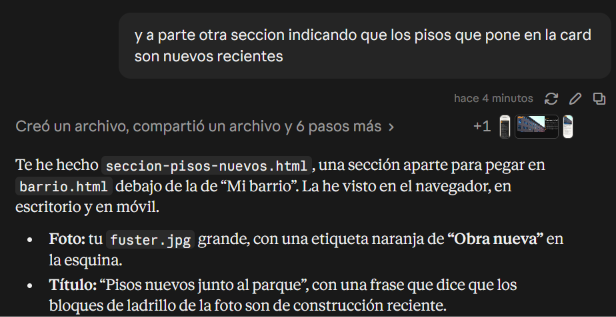 y a parte otra seccion indicando que los pisos que pone en la card
son nuevos recientes
hace 4 minutos
Creó un archivo, compartió un archivo y 6 pasos más >
+1
Te he hecho seccion-pisos-nuevos.html, una sección aparte para pegar en
barrio.html debajo de la de “Mi barrio”. La he visto en el navegador, en
escritorio y en móvil.
• Foto: tu fuster.jpg grande, con una etiqueta naranja de “Obra nueva” en
la esquina.
• Título: “Pisos nuevos junto al parque”, con una frase que dice que los
bloques de ladrillo de la foto son de construcción reciente.